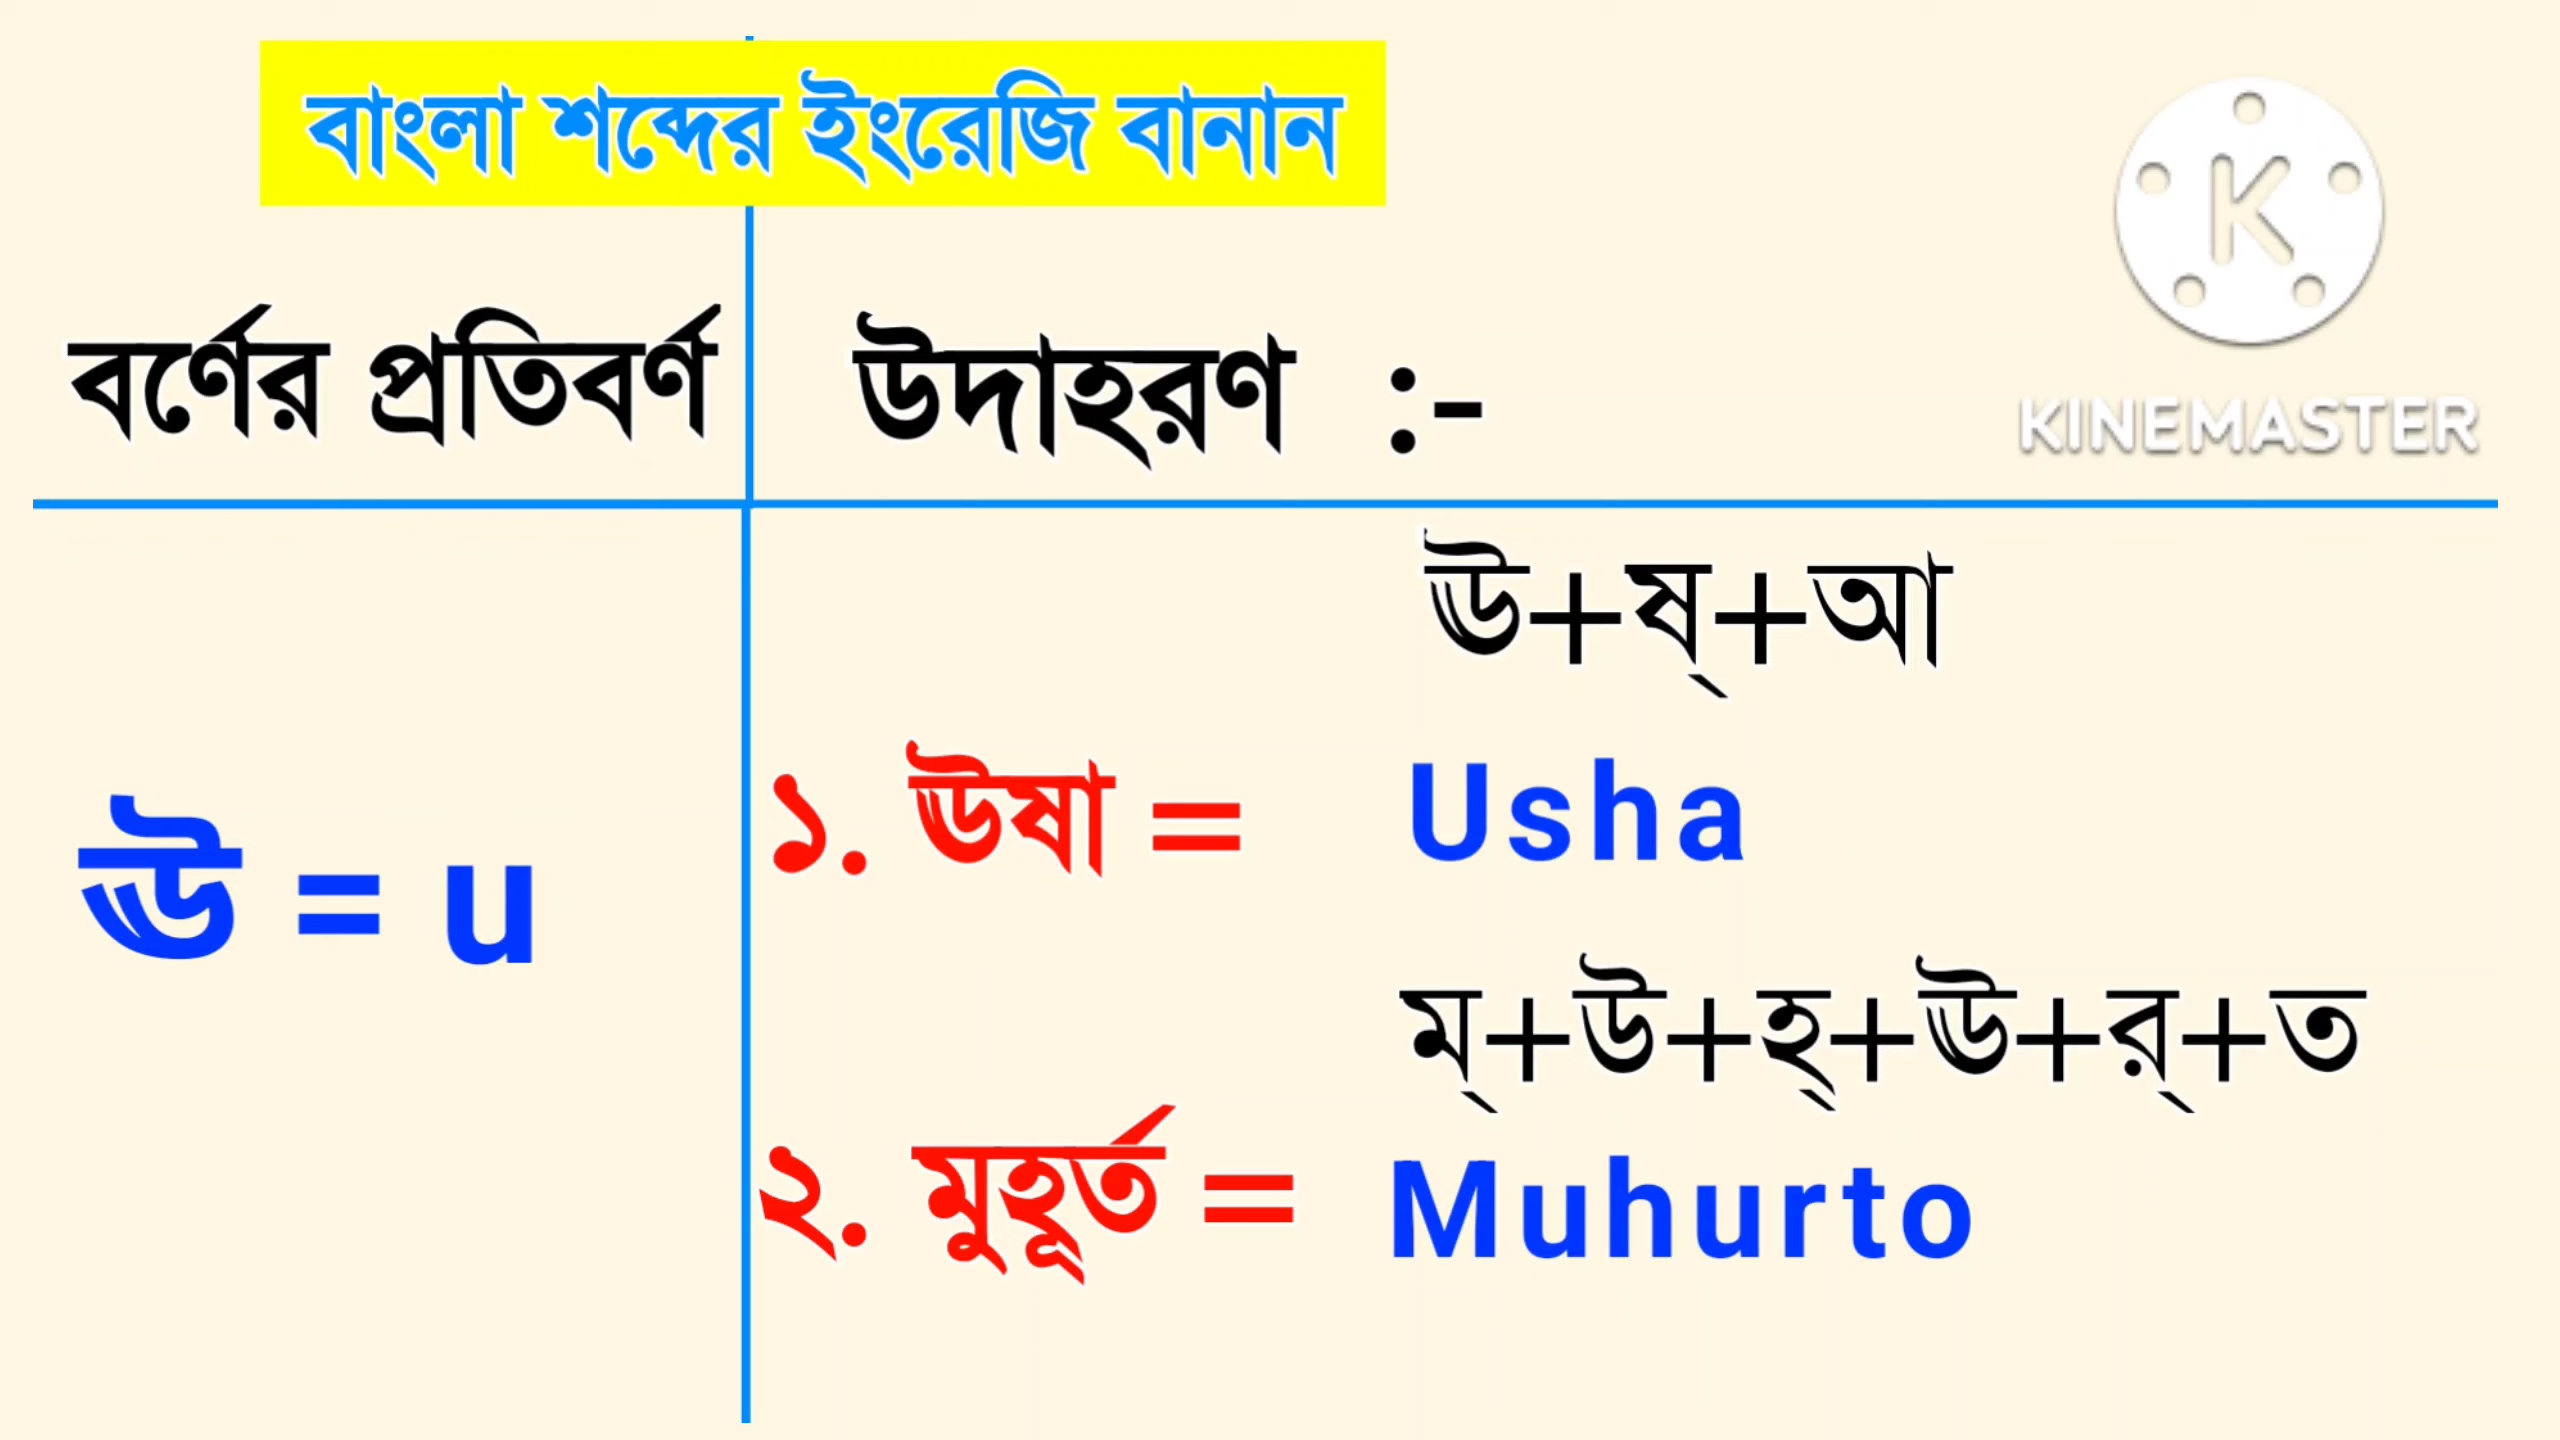 বাংলা শব্দের ইংরেজি বানান
বর্ণের প্রতিবর্ণ
উদাহরণ :-
KINEMASTER
ঊ = u
ঊ+ষ্+আ
১. ঊষা = Usha
ম্+উ+হ্+ঊ+র্+ত
২. মুহূর্ত = Muhurto